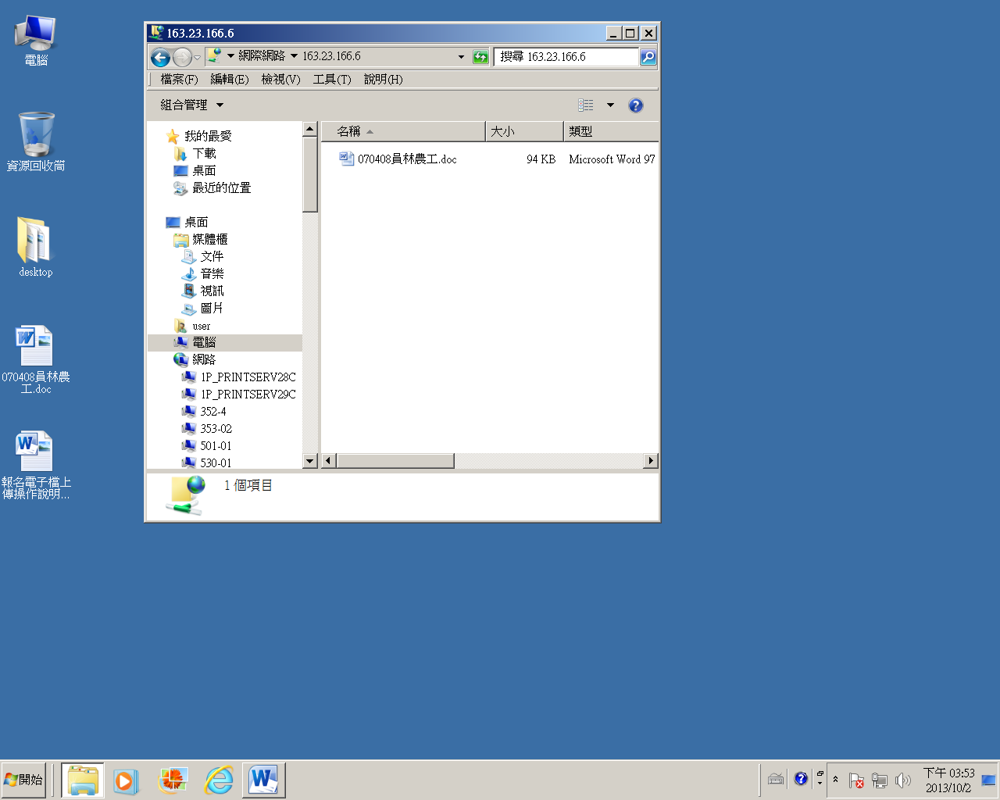 電腦
資源回收筒
desktop
070408員林農
工.doc
報名電子檔上
傳操作說明...
163.23.166.6
網際網路 163.23.166.6
搜尋 163.23.166.6
檔案(F) 編輯(E) 檢視(V) 工具(T) 說明(H)
組合管理
我的最愛
下載
桌面
最近的位置
桌面
媒體櫃
文件
音樂
視訊
圖片
user
電腦
網路
1P_PRINTSERV28C
1P_PRINTSERV29C
352-4
353-02
501-01
530-01
名稱 大小 類型
070408員林農工.doc 94 KB Microsoft Word 97
1 個項目
開始
下午 03:53
2013/10/2